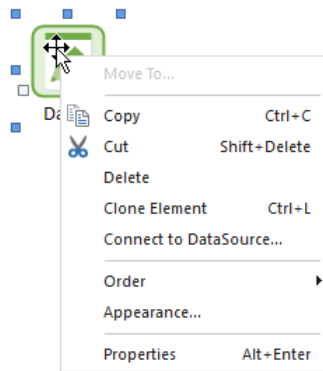 Move To...
Copy Ctrl+C
Cut Shift+Delete
Delete
Clone Element Ctrl+L
Connect to DataSource...
Order
Appearance...
Properties Alt+Enter